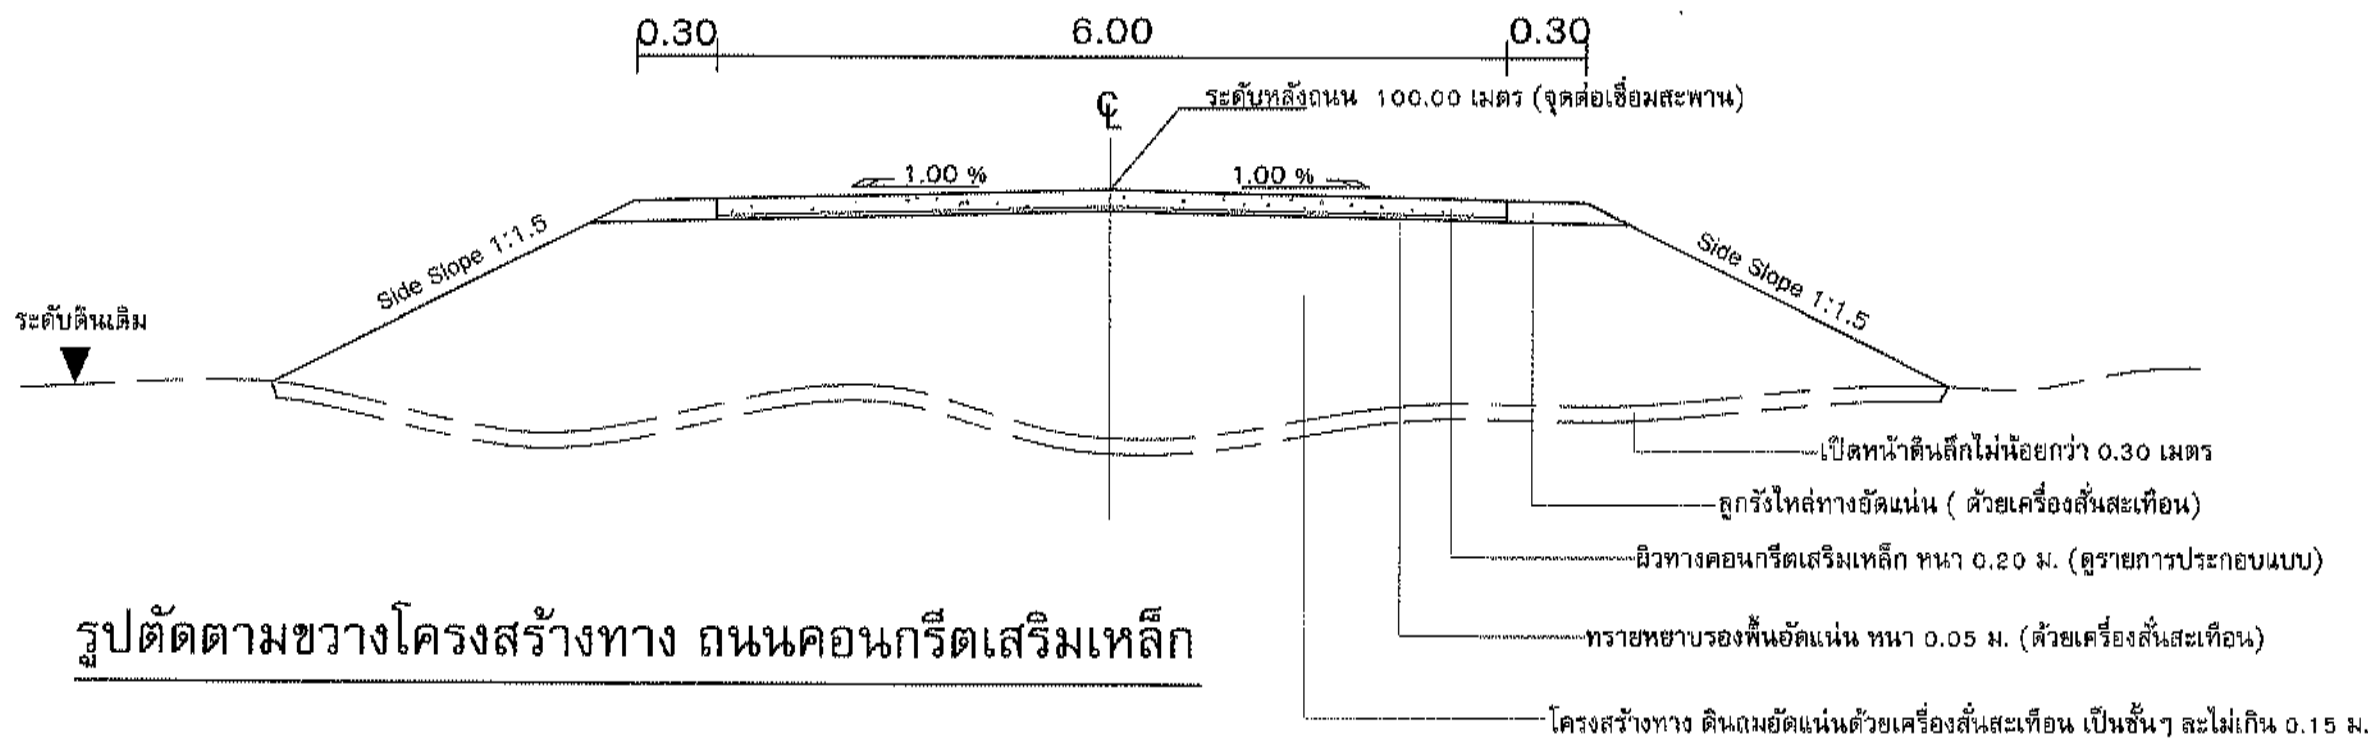 0.30 6.00 0.30
℄
ระดับหลังถนน 100.00 เมตร (จุดต่อเชื่อมสะพาน)
1.00 % 1.00 %
Side Slope 1:1.5
Side Slope 1:1.5
ระดับดินเดิม
เปิดหน้าดินลึกไม่น้อยกว่า 0.30 เมตร
ลูกรังไหล่ทางอัดแน่น ( ด้วยเครื่องสั่นสะเทือน)
ผิวทางคอนกรีตเสริมเหล็ก หนา 0.20 ม. (ดูรายการประกอบแบบ)
รูปตัดตามขวางโครงสร้างทาง ถนนคอนกรีตเสริมเหล็ก
ทรายหยาบรองพื้นอัดแน่น หนา 0.05 ม. (ด้วยเครื่องสั่นสะเทือน)
โครงสร้างทาง ดินถมอัดแน่นด้วยเครื่องสั่นสะเทือน เป็นชั้นๆ ละไม่เกิน 0.15 ม.